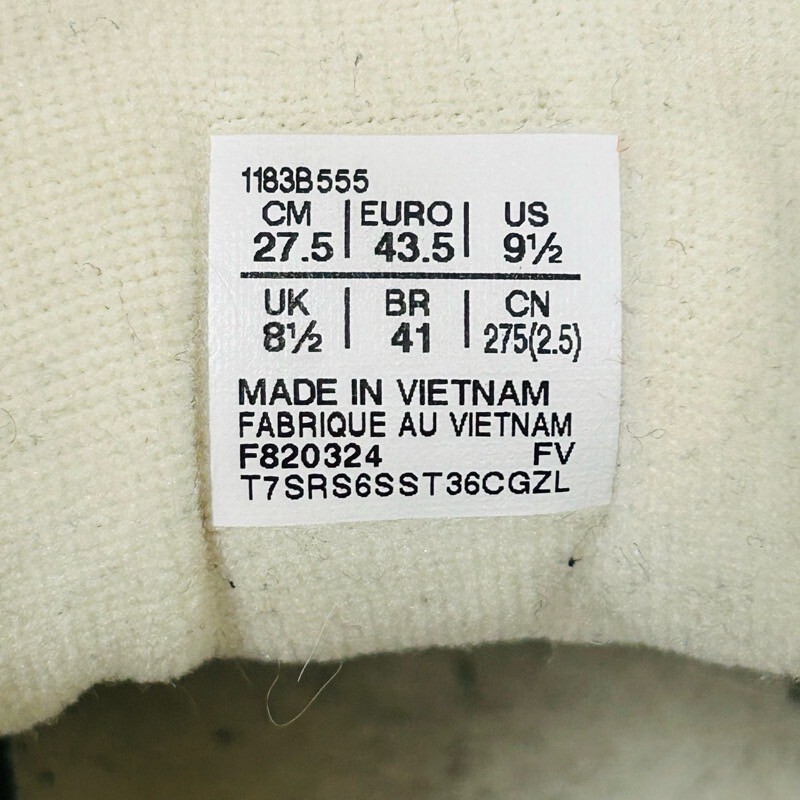 1183B555
CM | EURO | US
27.5 | 43.5 | 9½
UK | BR | CN
8½ | 41 | 275(2.5)
MADE IN VIETNAM
FABRIQUE AU VIETNAM
F820324 FV
T7SRS6SST36CGZL